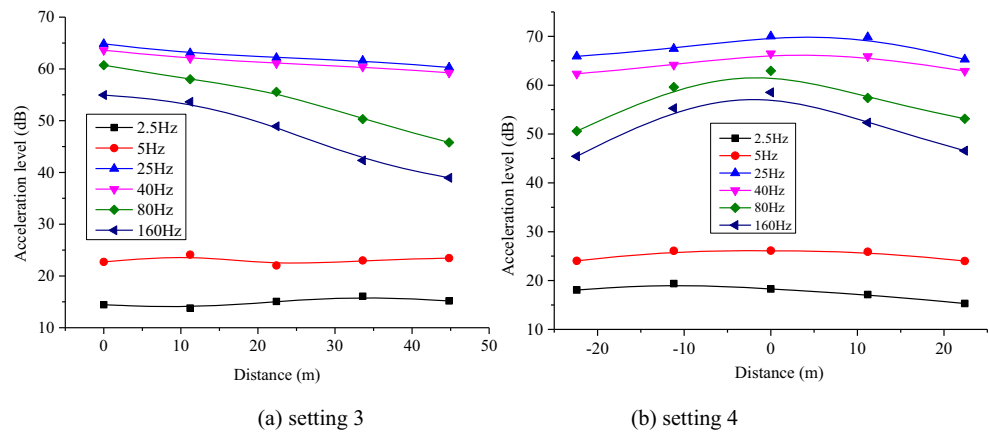 70
60
50
40
30
20
10
Acceleration level (dB)
2.5Hz
5Hz
25Hz
40Hz
80Hz
160Hz
0
10
20
30
40
50
Distance (m)
(a) setting 3
70
60
50
40
30
20
10
Acceleration level (dB)
2.5Hz
5Hz
25Hz
40Hz
80Hz
160Hz
-20
-10
0
10
20
Distance (m)
(b) setting 4